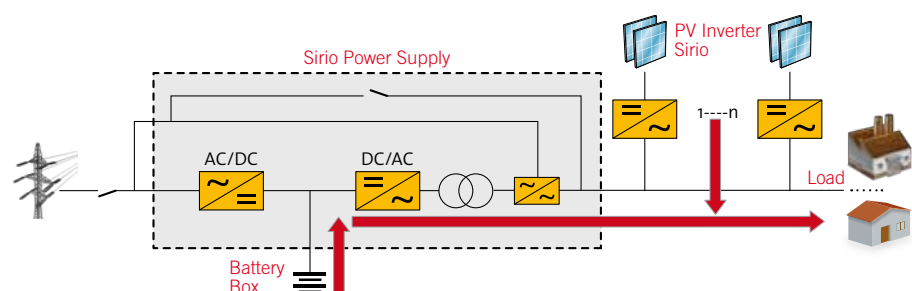 PV Inverter
Sirio
Sirio Power Supply
1----n
AC/DC
DC/AC
Load
Battery
Box